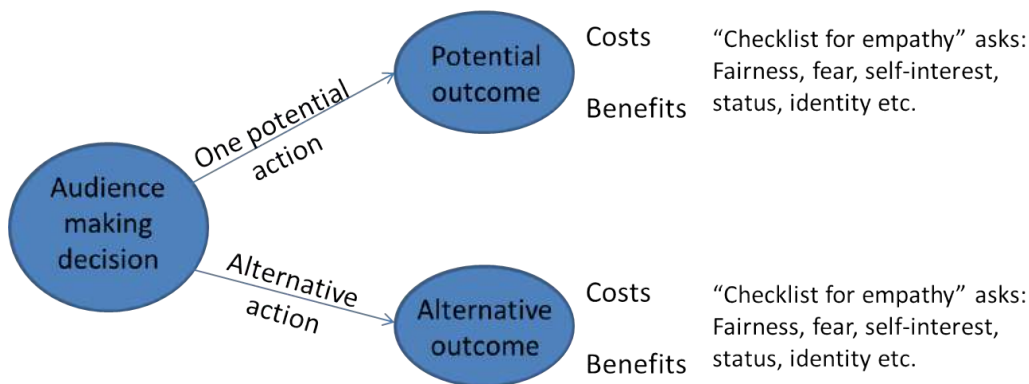 Potential
outcome
Costs
Benefits
“Checklist for empathy” asks:
Fairness, fear, self-interest,
status, identity etc.
One potential
action
Audience
making
decision
Alternative
action
Alternative
outcome
Costs
Benefits
“Checklist for empathy” asks:
Fairness, fear, self-interest,
status, identity etc.